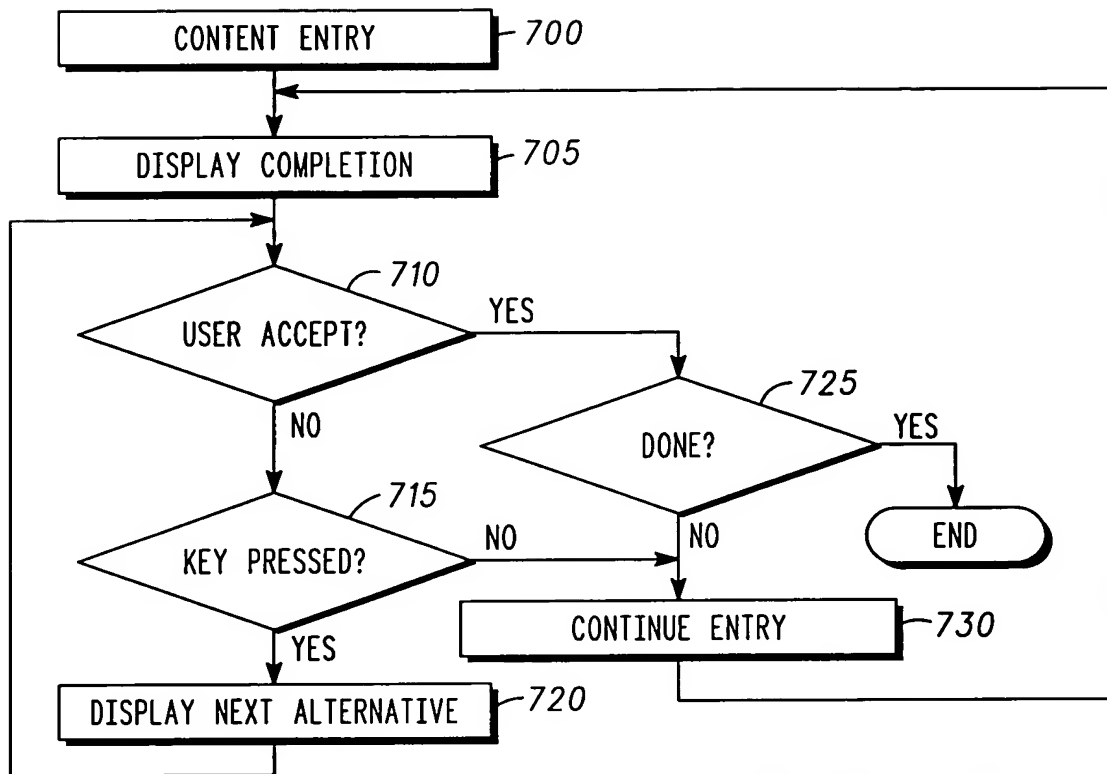 CONTENT ENTRY
700
DISPLAY COMPLETION
705
710
USER ACCEPT?
YES
NO
725
DONE?
YES
NO
END
715
KEY PRESSED?
NO
YES
CONTINUE ENTRY
730
DISPLAY NEXT ALTERNATIVE
720